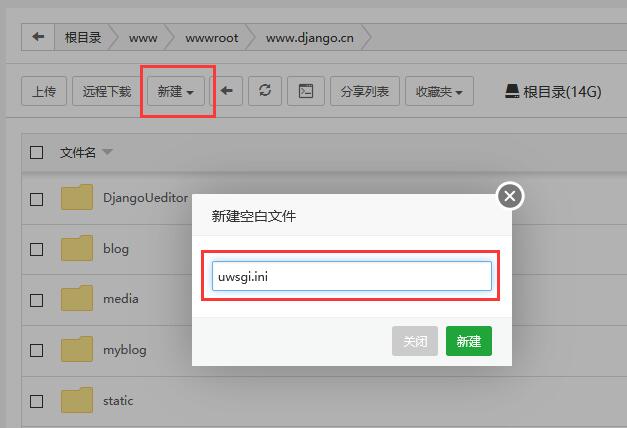 根目录 www wwwroot www.django.cn
上传 远程下载 新建 分享列表 收藏夹 根目录(14G)
文件名
DjangoUeditor
新建空白文件
blog
uwsgi.ini
media
关闭 新建
myblog
static